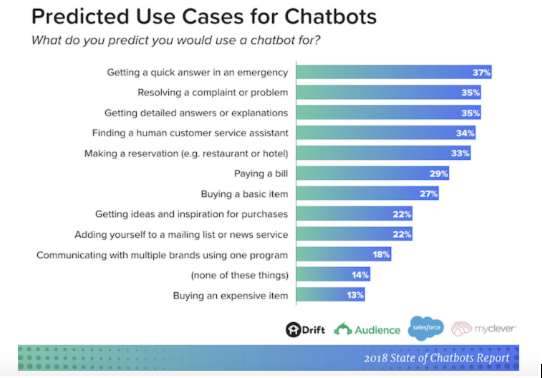 Predicted Use Cases for Chatbots
What do you predict you would use a chatbot for?
Getting a quick answer in an emergency 37%
Resolving a complaint or problem 35%
Getting detailed answers or explanations 35%
Finding a human customer service assistant 34%
Making a reservation (e.g. restaurant or hotel) 33%
Paying a bill 29%
Buying a basic item 27%
Getting ideas and inspiration for purchases 22%
Adding yourself to a mailing list or news service 22%
Communicating with multiple brands using one program 18%
(none of these things) 14%
Buying an expensive item 13%
Drift Audience salesforce myclever
2018 State of Chatbots Report